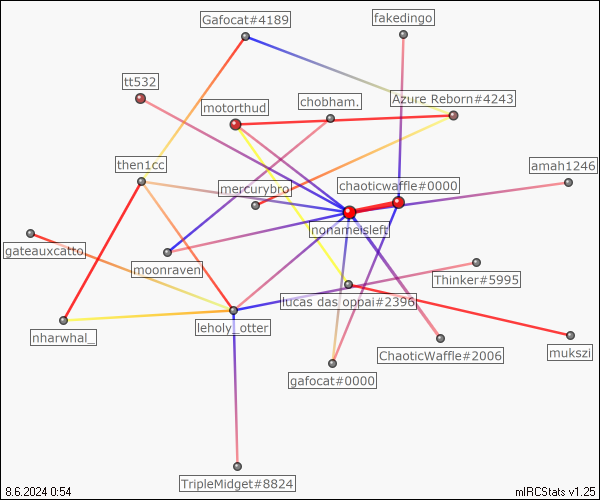 Gafocat#4189
fakedingo
tt532
motorthud
chobham.
Azure Reborn#4243
then1cc
mercurybro
chaoticwaffle#0000
amah1246
nonameisleft
gateauxcatto.
moonraven
Thinker#5995
lucas das oppai#2396
nharwhal_
leholy_otter
ChaoticWaffle#2006
mukszi
gafocat#0000
TripleMidget#8824
8.6.2024 0:54
mIRCStats v1.25